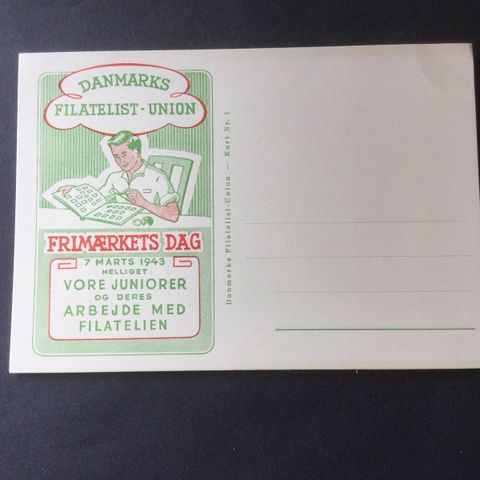 DANMARKS
FILATELIST-UNION
FRIMÆRKETS DAG
7 MARTS 1943
HELLIGET
VORE JUNIORER
OG DERES
ARBEJDE MED
FILATELIEN
Danmarks Filatelist-Union — Kort Nr. 1